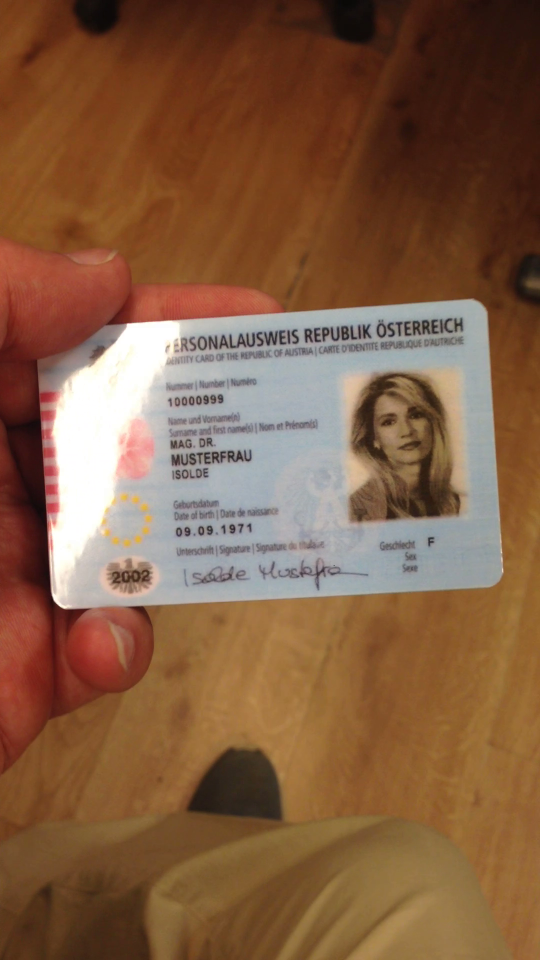 PERSONALAUSWEIS REPUBLIK ÖSTERREICH
IDENTITY CARD OF THE REPUBLIC OF AUSTRIA | CARTE D'IDENTITE REPUBLIQUE D'AUTRICHE
Nummer | Number | Numéro
10000999
Name und Vorname(n)
Surname and first name(s) | Nom et Prénom(s)
MAG. DR.
MUSTERFRAU
ISOLDE
Geburtsdatum
Date of birth | Date de naissance
09.09.1971
Unterschrift | Signature | Signature du titulaire
Geschlecht F
Sex
Sexe
Isolde Musterfrau
2002